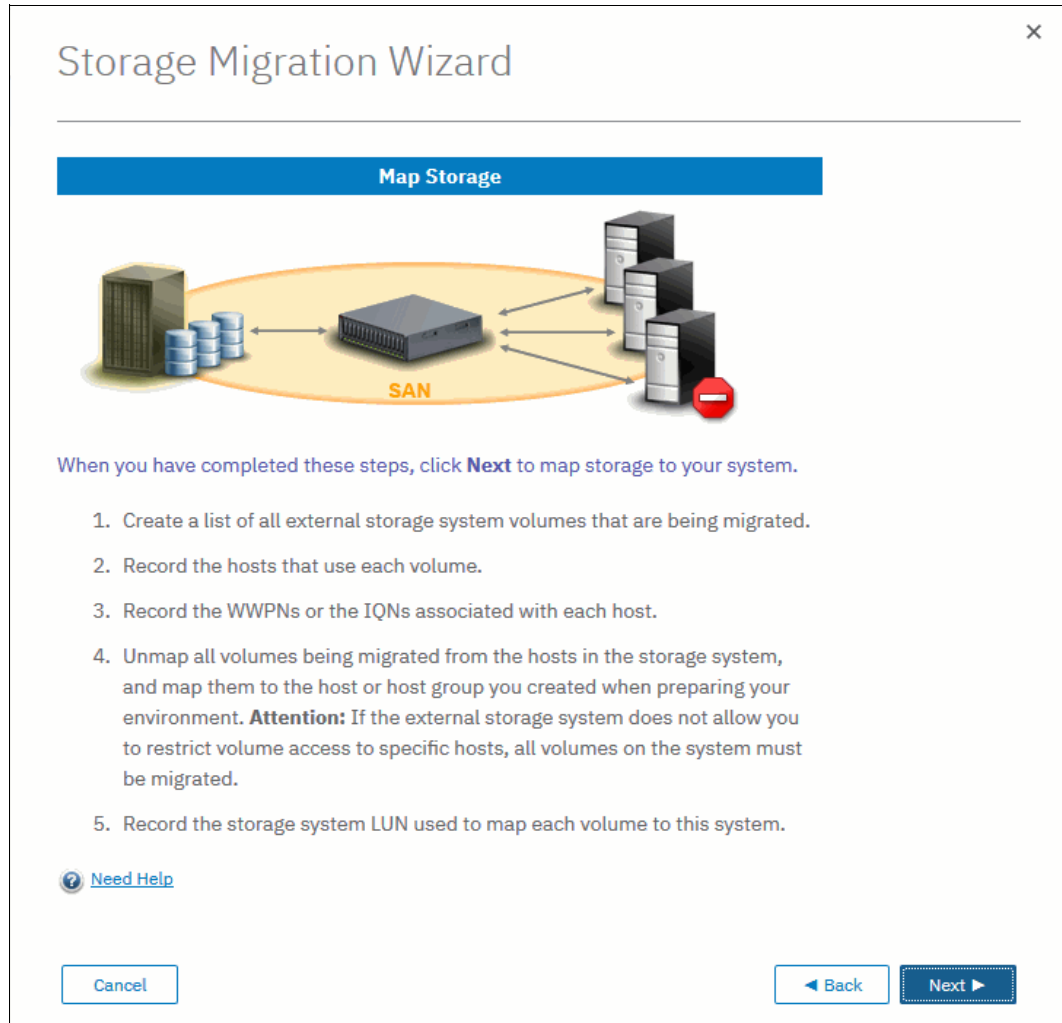 Storage Migration Wizard
Map Storage
SAN
When you have completed these steps, click Next to map storage to your system.
1. Create a list of all external storage system volumes that are being migrated.
2. Record the hosts that use each volume.
3. Record the WWPNs or the IQNs associated with each host.
4. Unmap all volumes being migrated from the hosts in the storage system,
and map them to the host or host group you created when preparing your
environment. Attention: If the external storage system does not allow you
to restrict volume access to specific hosts, all volumes on the system must
be migrated.
5. Record the storage system LUN used to map each volume to this system.
Need Help
Cancel
Back
Next